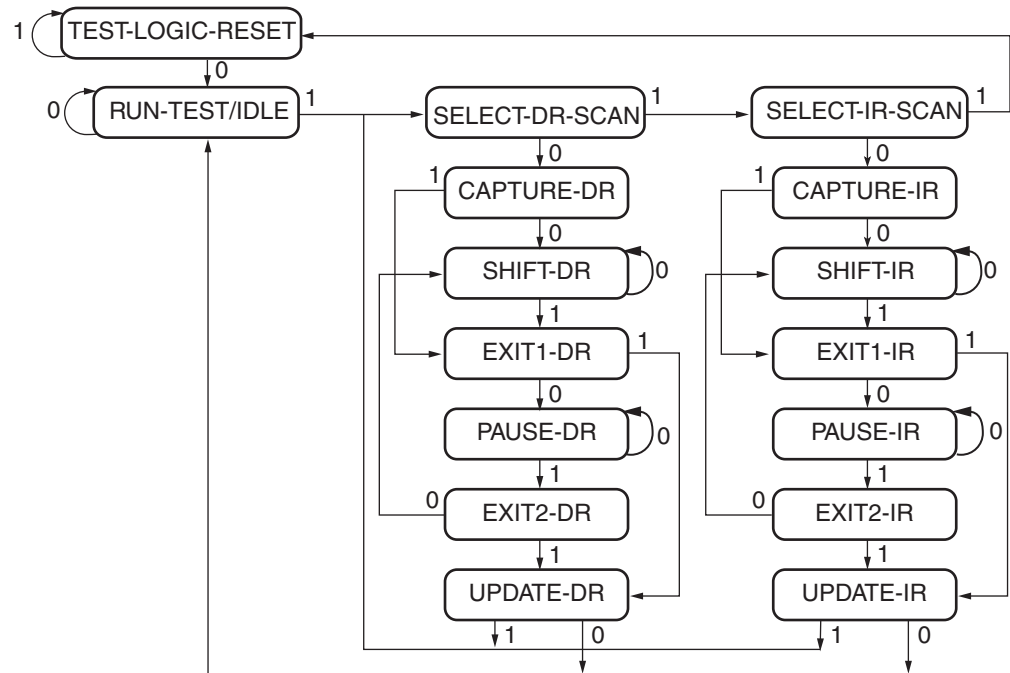 1 TEST-LOGIC-RESET
0
0 RUN-TEST/IDLE 1
SELECT-DR-SCAN 1
SELECT-IR-SCAN 1
0 0
1 CAPTURE-DR
1 CAPTURE-IR
0 0
SHIFT-DR 0
SHIFT-IR 0
1 1
EXIT1-DR 1
EXIT1-IR 1
0 0
PAUSE-DR 0
PAUSE-IR 0
1 1
0 EXIT2-DR
0 EXIT2-IR
1 1
UPDATE-DR
UPDATE-IR
1 0
1 0